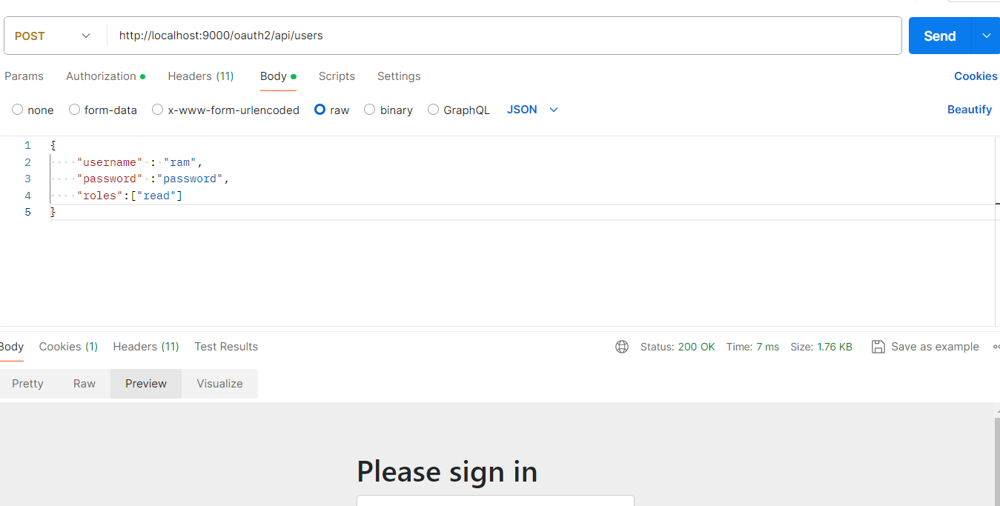 POST http://localhost:9000/oauth2/api/users Send
Params Authorization Headers (11) Body Scripts Settings Cookies
none form-data x-www-form-urlencoded raw binary GraphQL JSON Beautify
1 {
2 "username" : "ram",
3 "password" :"password",
4 "roles":["read"]
5 }
Body Cookies (1) Headers (11) Test Results Status: 200 OK Time: 7 ms Size: 1.76 KB Save as example
Pretty Raw Preview Visualize
Please sign in